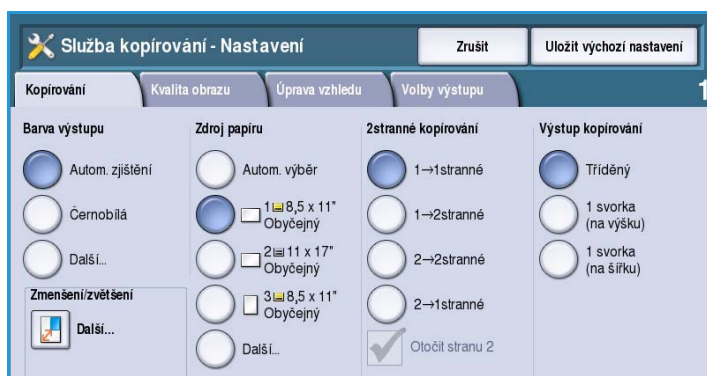 Služba kopírování - Nastavení
Zrušit
Uložit výchozí nastavení
Kopírování
Kvalita obrazu
Úprava vzhledu
Volby výstupu
1
Barva výstupu
Autom. zjištění
Černobílá
Další...
Zmenšení/zvětšení
Další...
Zdroj papíru
Autom. výběr
1 8,5 x 11"
Obyčejný
2 11 x 17"
Obyčejný
3 8,5 x 11"
Obyčejný
Další...
2stranné kopírování
1→1stranné
1→2stranné
2→2stranné
2→1stranné
Otočit stranu 2
Výstup kopírování
Tříděný
1 svorka
(na výšku)
1 svorka
(na šířku)